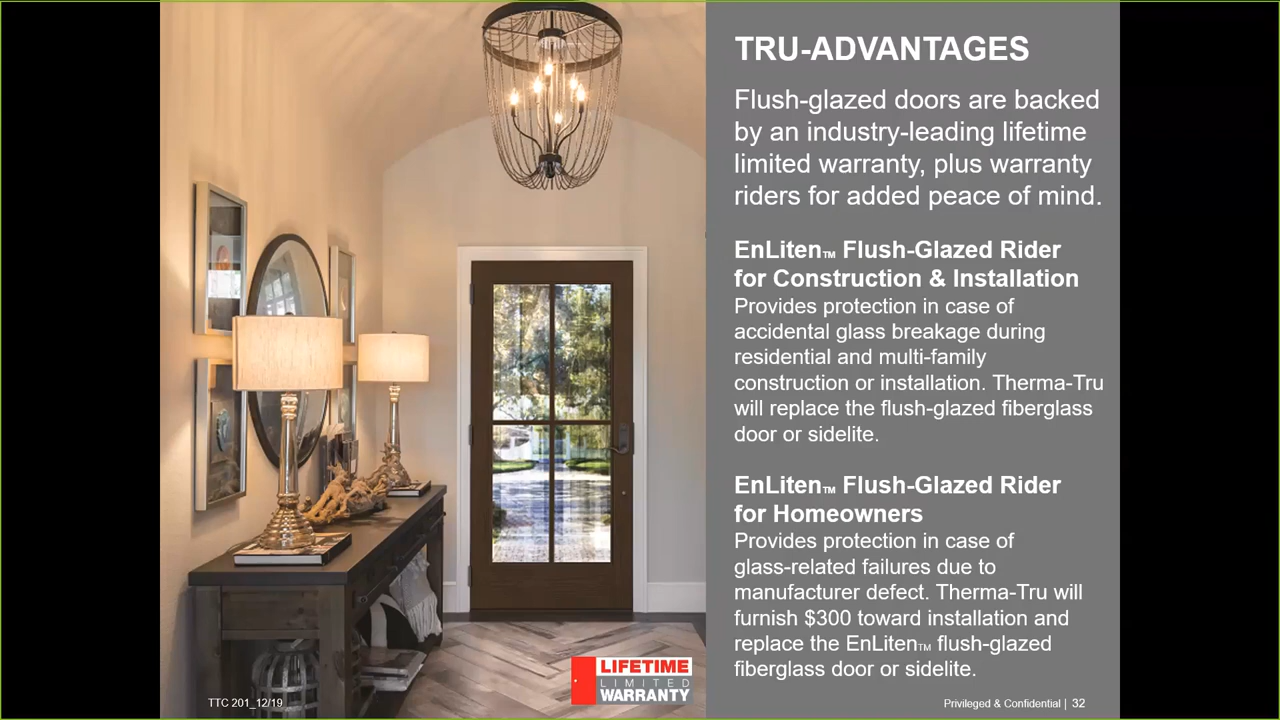 TRU-ADVANTAGES
Flush-glazed doors are backed
by an industry-leading lifetime
limited warranty, plus warranty
riders for added peace of mind.
EnLiten™ Flush-Glazed Rider
for Construction & Installation
Provides protection in case of
accidental glass breakage during
residential and multi-family
construction or installation. Therma-Tru
will replace the flush-glazed fiberglass
door or sidelite.
EnLiten™ Flush-Glazed Rider
for Homeowners
Provides protection in case of
glass-related failures due to
manufacturer defect. Therma-Tru will
furnish $300 toward installation and
replace the EnLiten™ flush-glazed
fiberglass door or sidelite.
LIFETIME
LIMITED
WARRANTY
TTC 201_12/19
Privileged & Confidential | 32